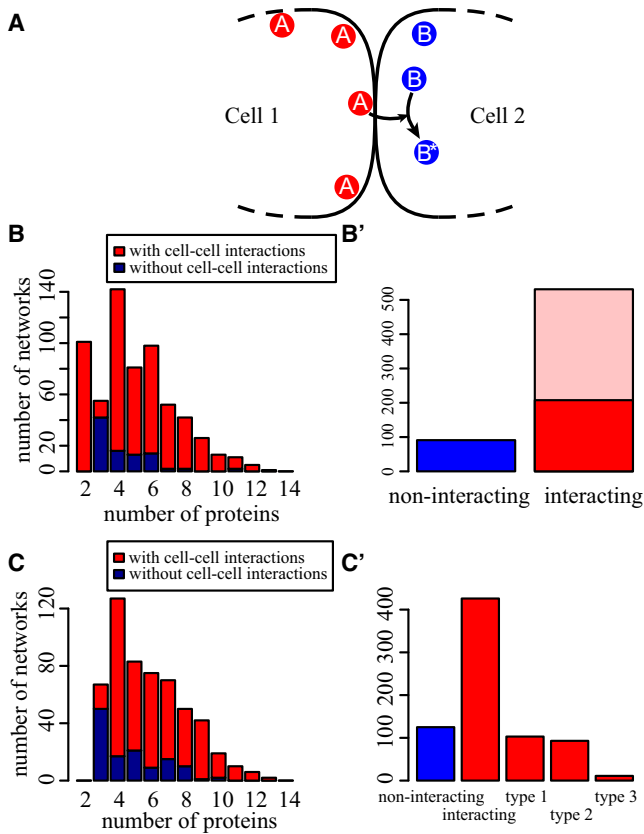 A
A
A
A
B
B
A
Cell 1
Cell 2
B*
A
B
with cell-cell interactions
without cell-cell interactions
number of networks
140
100
60
20
0
2 4 6 8 10 12 14
number of proteins
B'
500
400
300
200
100
0
non-interacting interacting
C
with cell-cell interactions
without cell-cell interactions
number of networks
120
80
40
0
2 4 6 8 10 12 14
number of proteins
C'
400
300
200
100
0
non-interacting type 1 type 3
interacting type 2